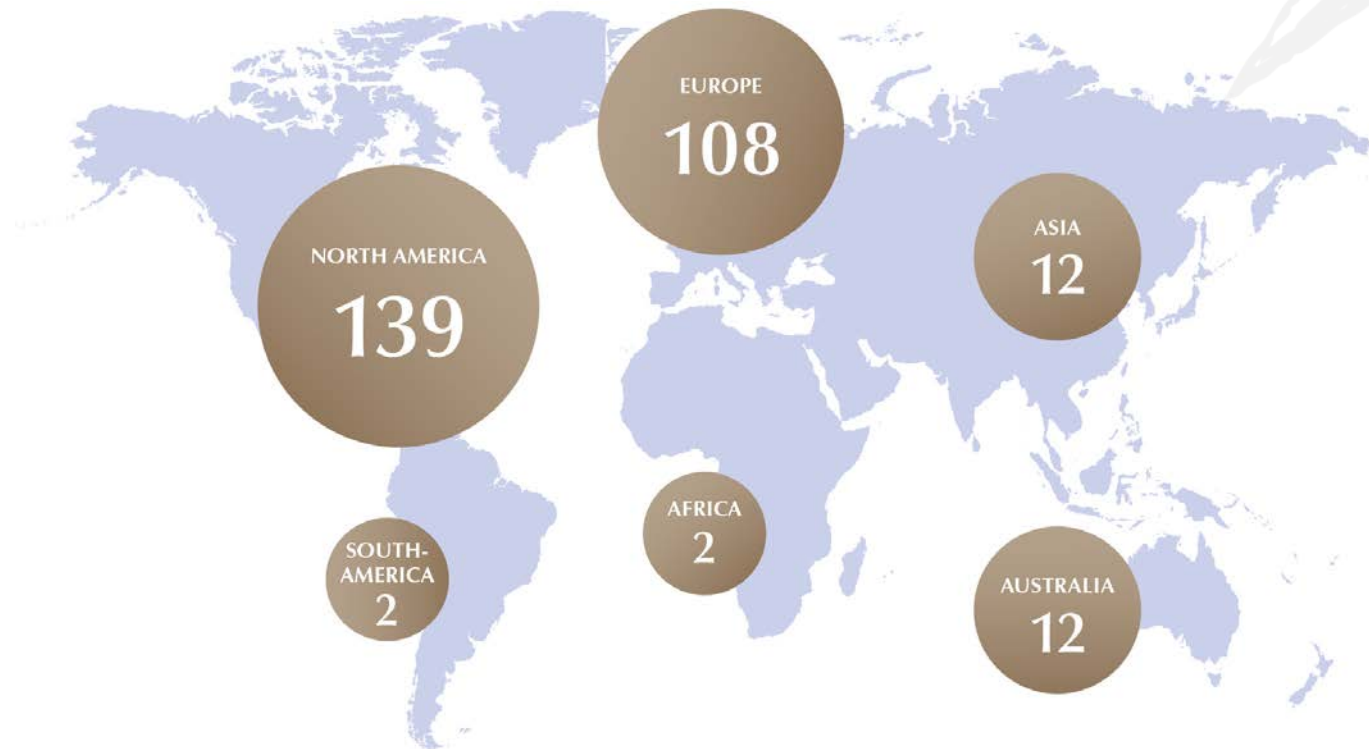 EUROPE
108
NORTH AMERICA
139
ASIA
12
SOUTH-
AMERICA
2
AFRICA
2
AUSTRALIA
12